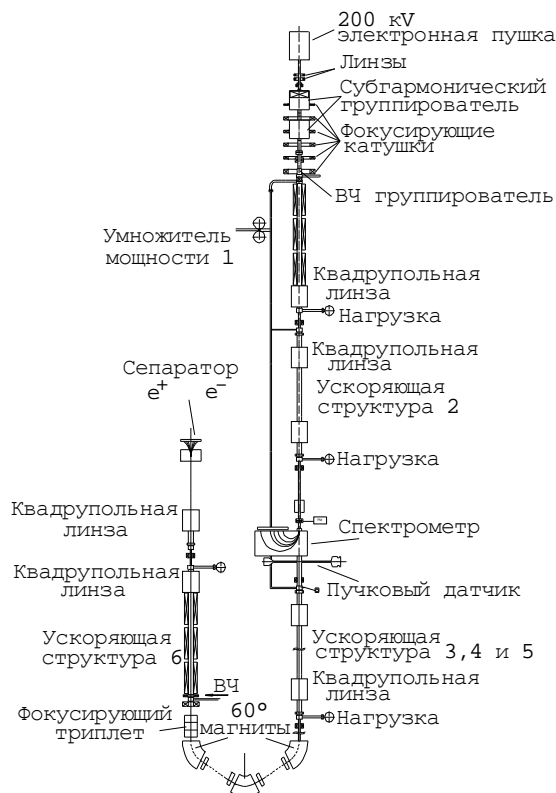 200 kV
электронная пушка
Линзы
Субгармонический
группирователь
Фокусирующие
катушки
ВЧ группирователь
Умножитель
мощности 1
Квадрупольная
линза
Нагрузка
Квадрупольная
линза
Сепаратор
e+ e−
Ускоряющая
структура 2
Нагрузка
Квадрупольная
линза
Спектрометр
Квадрупольная
линза
Пучковый датчик
Ускоряющая
структура 6
Ускоряющая
структура 3,4 и 5
Квадрупольная
линза
ВЧ
Фокусирующий
триплет
60°
магниты
Нагрузка